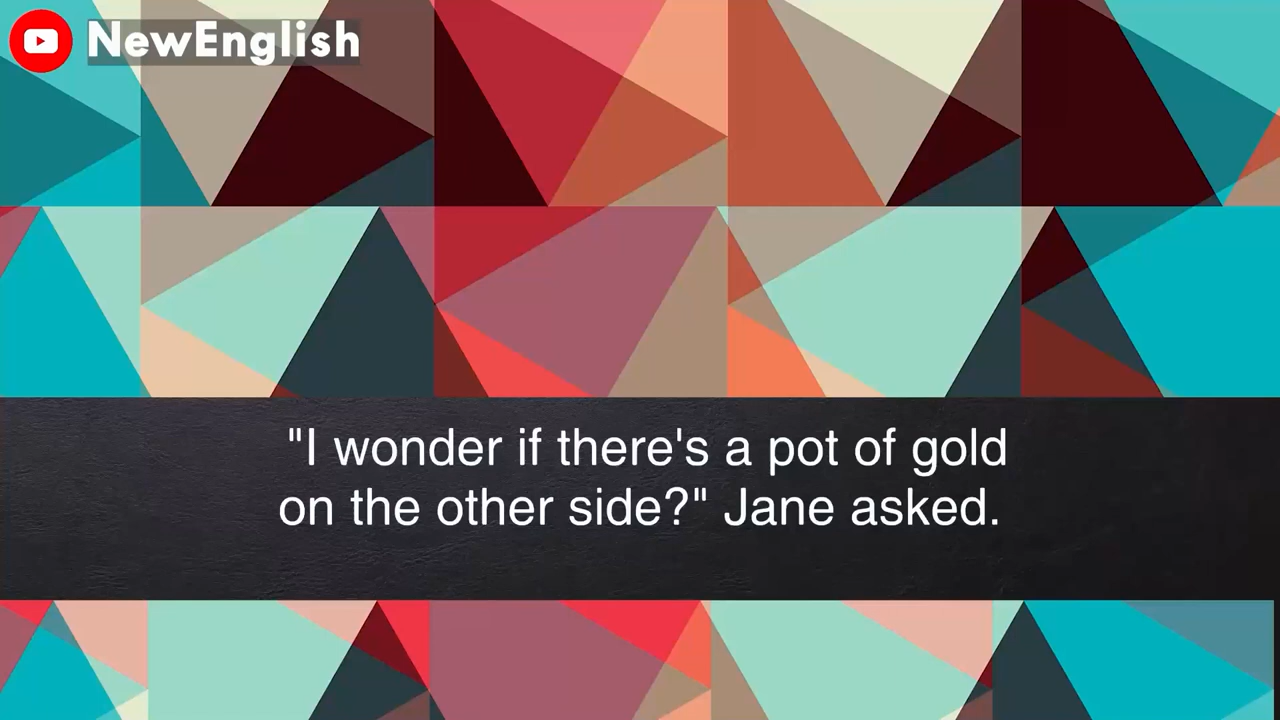 NewEnglish
"I wonder if there's a pot of gold
on the other side?" Jane asked.